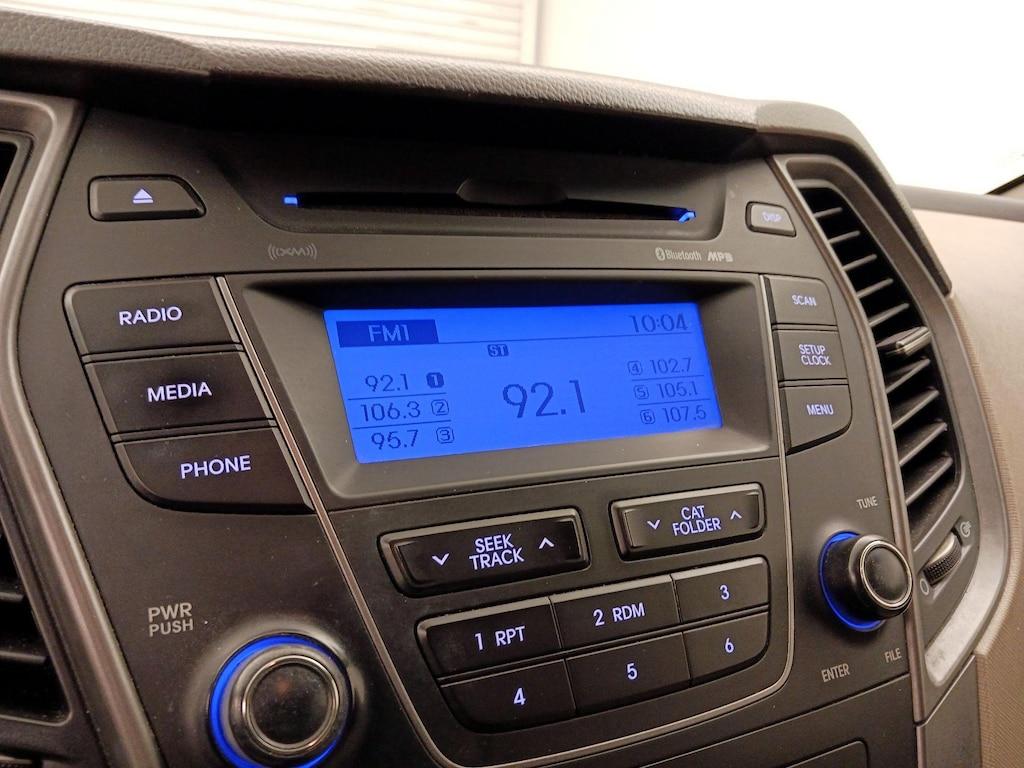 DISP
((XM))
Bluetooth MP3
RADIO
MEDIA
PHONE
FM1
10:04
ST
92.1 1
106.3 2
95.7 3
92.1
4 102.7
5 105.1
6 107.5
SCAN
SETUP
CLOCK
MENU
SEEK
TRACK
CAT
FOLDER
TUNE
PWR
PUSH
1 RPT
2 RDM
3
4
5
6
ENTER
FILE
0